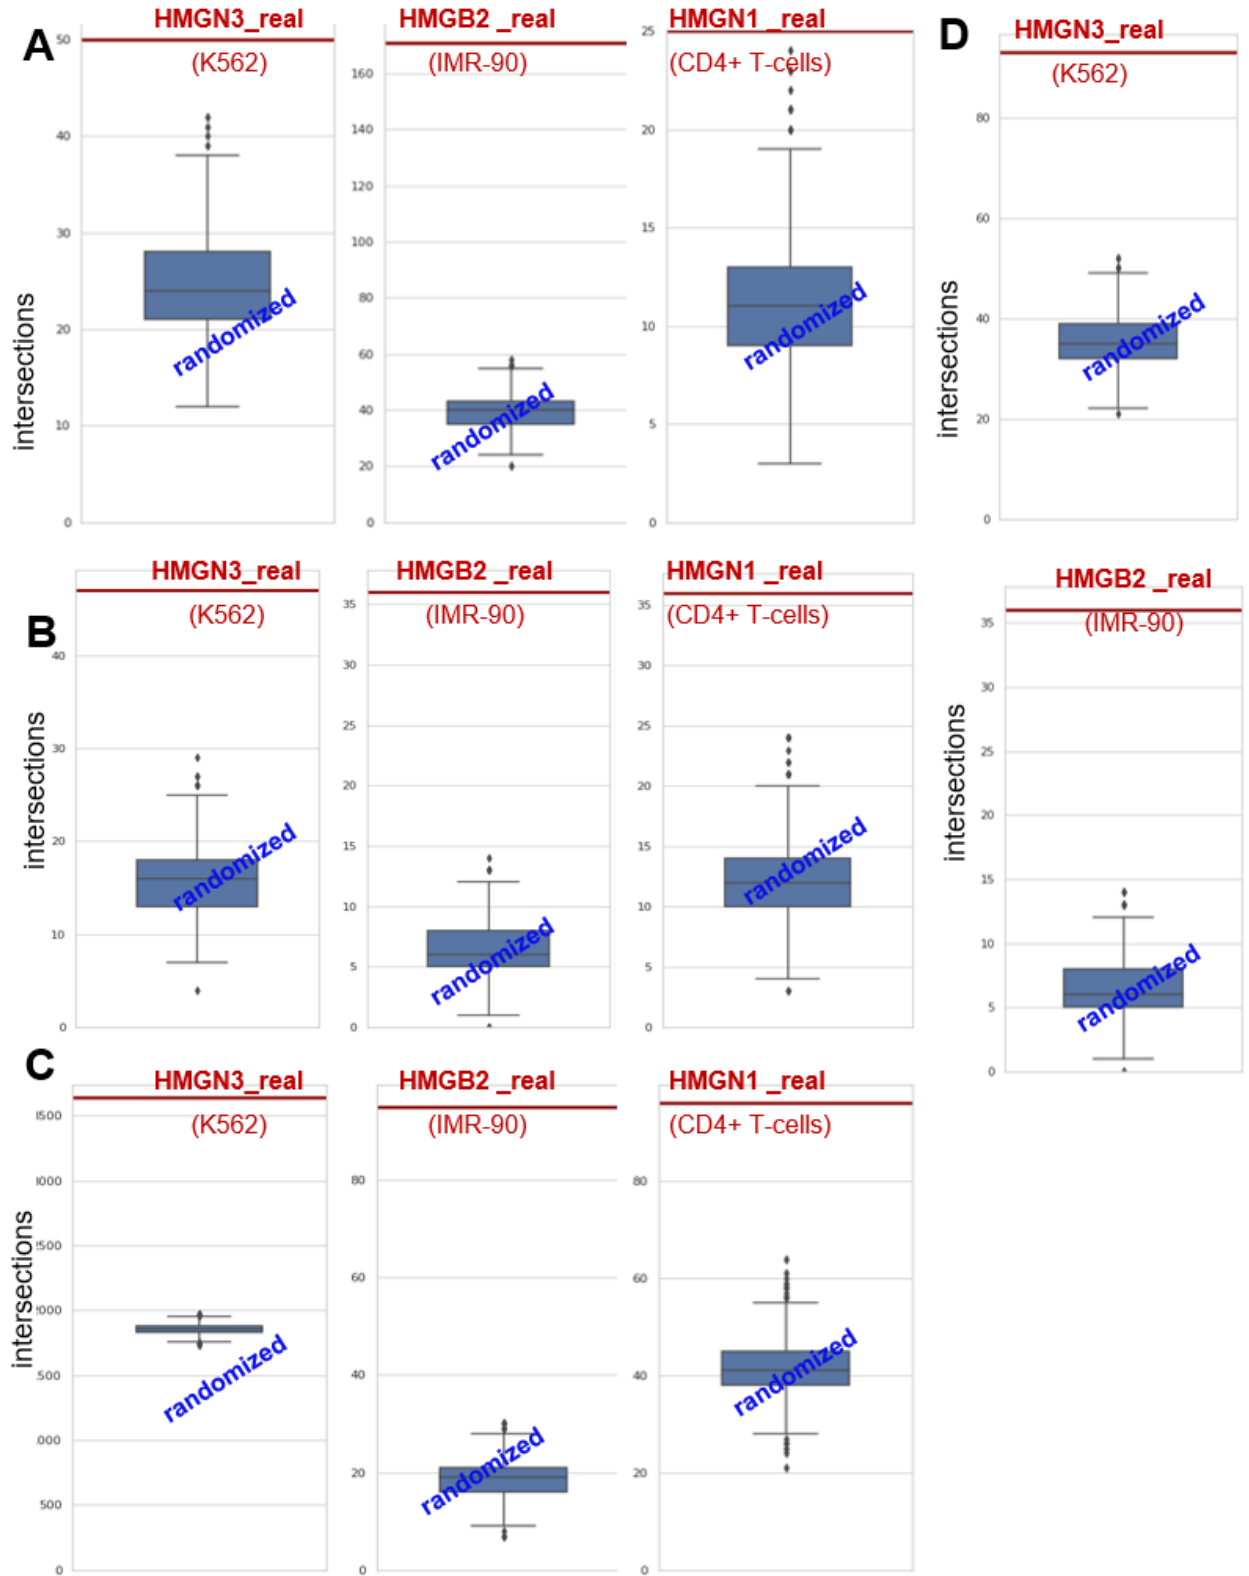 A
HMGN3_real
(K562)
HMGB2 _real
(IMR-90)
HMGN1 _real
(CD4+ T-cells)
D
HMGN3_real
(K562)
intersections
50
40
30
20
10
0
randomized
160
140
120
100
80
60
40
20
0
randomized
25
20
15
10
5
0
randomized
intersections
80
60
40
20
0
randomized
B
HMGN3_real
(K562)
HMGB2 _real
(IMR-90)
HMGN1 _real
(CD4+ T-cells)
HMGB2 _real
(IMR-90)
intersections
40
30
20
10
0
randomized
35
30
25
20
15
10
5
0
randomized
35
30
25
20
15
10
5
0
randomized
intersections
35
30
25
20
15
10
5
0
randomized
C
HMGN3_real
(K562)
HMGB2 _real
(IMR-90)
HMGN1 _real
(CD4+ T-cells)
intersections
500
0
randomized
80
60
40
20
0
randomized
80
60
40
20
0
randomized